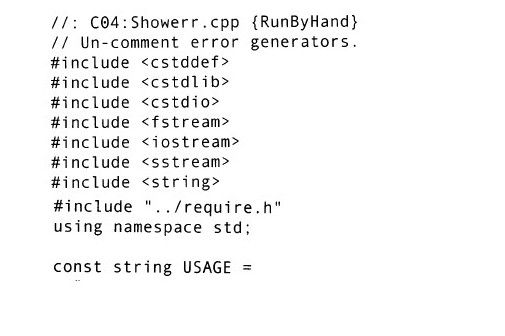 //: C04:Showerr.cpp {RunByHand}
// Un-comment error generators.
#include <cstddef>
#include <cstdlib>
#include <cstdio>
#include <fstream>
#include <iostream>
#include <sstream>
#include <string>
#include "../require.h"
using namespace std;

const string USAGE =